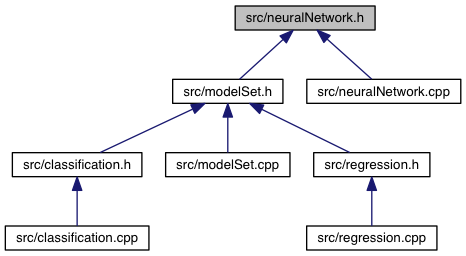 src/neuralNetwork.h
src/modelSet.h
src/neuralNetwork.cpp
src/classification.h
src/modelSet.cpp
src/regression.h
src/classification.cpp
src/regression.cpp